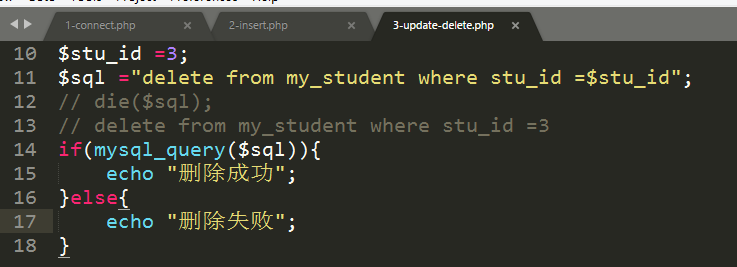 1-connect.php 2-insert.php 3-update-delete.php
10 $stu_id =3;
11 $sql ="delete from my_student where stu_id =$stu_id";
12 // die($sql);
13 // delete from my_student where stu_id =3
14 if(mysql_query($sql)){
15 echo "删除成功";
16 }else{
17 echo "删除失败";
18 }